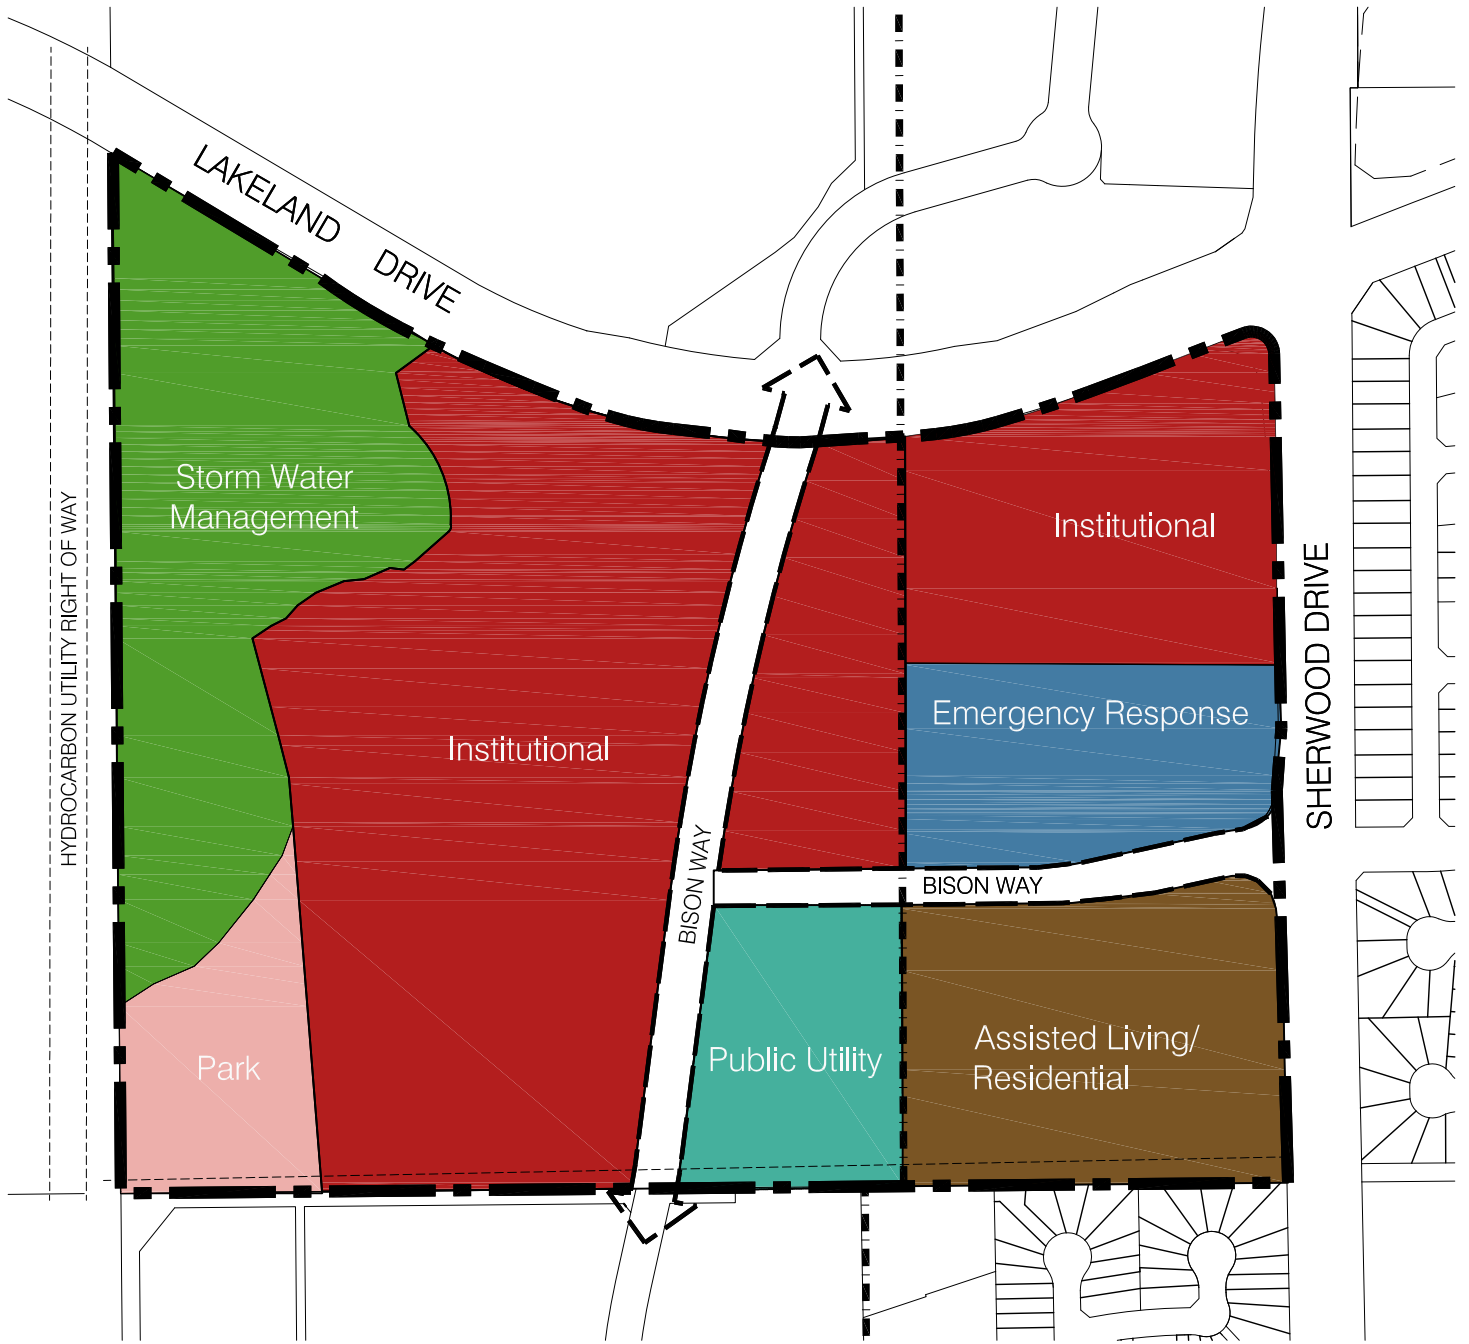 LAKELAND DRIVE
Storm Water
Management
Institutional
HYDROCARBON UTILITY RIGHT OF WAY
SHERWOOD DRIVE
Emergency Response
Institutional
BISON WAY
BISON WAY
Park
Public Utility
Assisted Living/
Residential